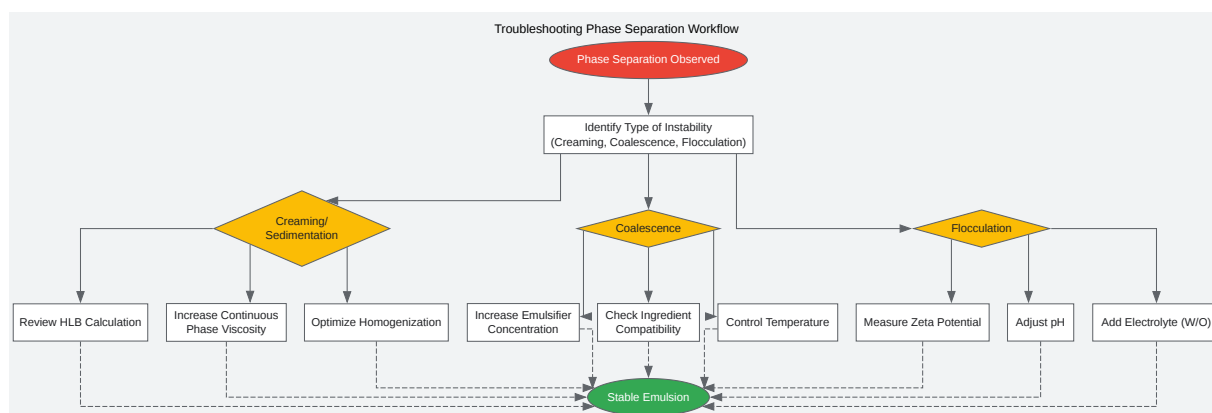 Troubleshooting Phase Separation Workflow
Phase Separation Observed
Identify Type of Instability
(Creaming, Coalescence, Flocculation)
Creaming/
Sedimentation
Coalescence
Flocculation
Review HLB Calculation
Increase Continuous
Phase Viscosity
Optimize Homogenization
Increase Emulsifier
Concentration
Check Ingredient
Compatibility
Control Temperature
Measure Zeta Potential
Adjust pH
Add Electrolyte (W/O)
Stable Emulsion